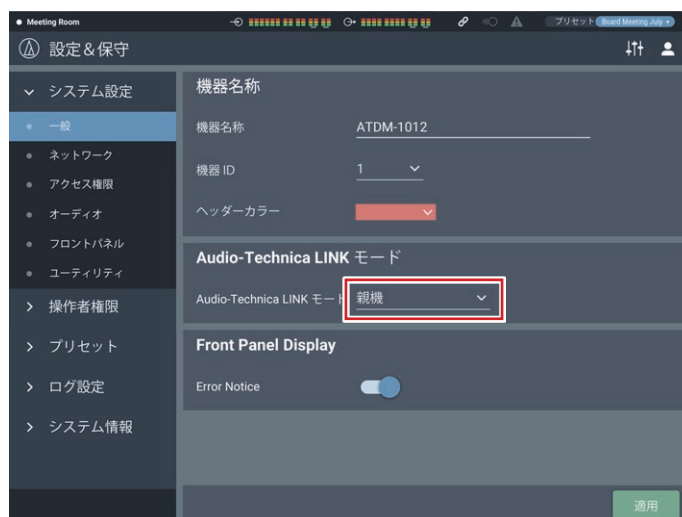 Meeting Room
プリセット Board Meeting July
設定＆保守
システム設定
一般
ネットワーク
アクセス権限
オーディオ
フロントパネル
ユーティリティ
操作者権限
プリセット
ログ設定
システム情報
機器名称
機器名称 ATDM-1012
機器 ID 1
ヘッダーカラー
Audio-Technica LINK モード
Audio-Technica LINK モード 親機
Front Panel Display
Error Notice
適用